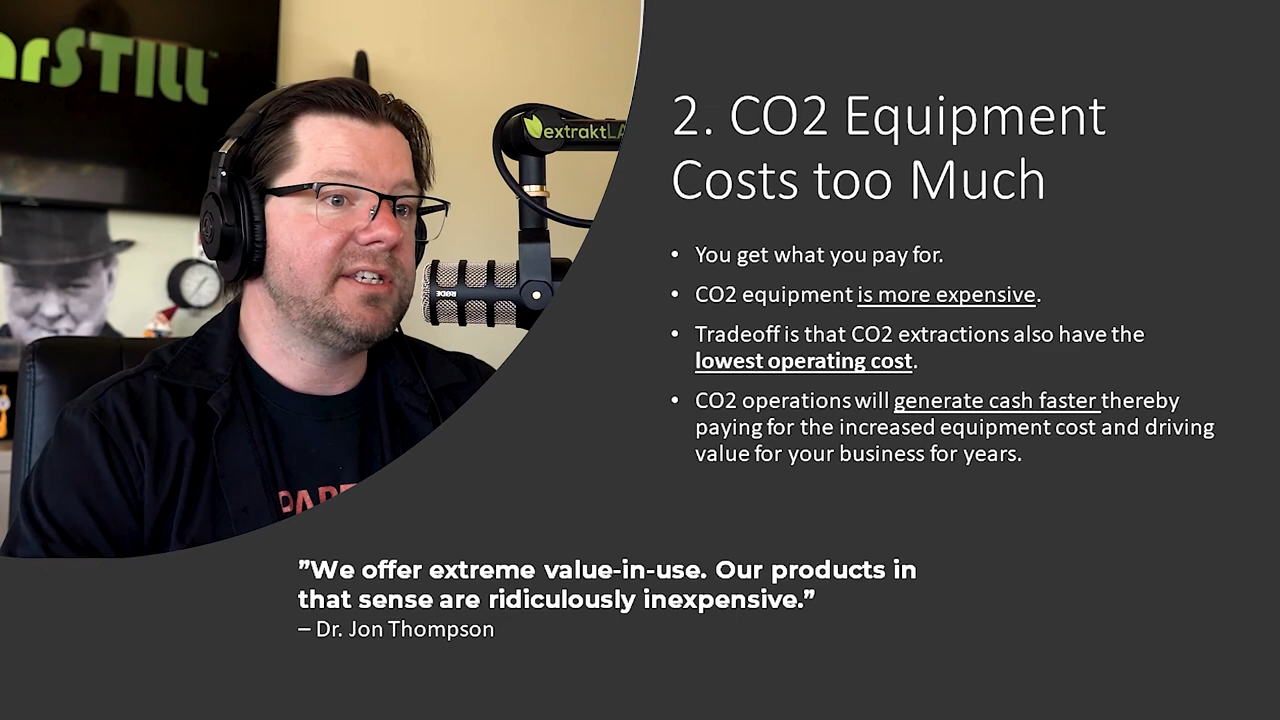 arSTILL™
extraktLA
RØDE
2. CO2 Equipment
Costs too Much
• You get what you pay for.
• CO2 equipment is more expensive.
• Tradeoff is that CO2 extractions also have the
lowest operating cost.
• CO2 operations will generate cash faster thereby
paying for the increased equipment cost and driving
value for your business for years.
”We offer extreme value-in-use. Our products in
that sense are ridiculously inexpensive.”
– Dr. Jon Thompson